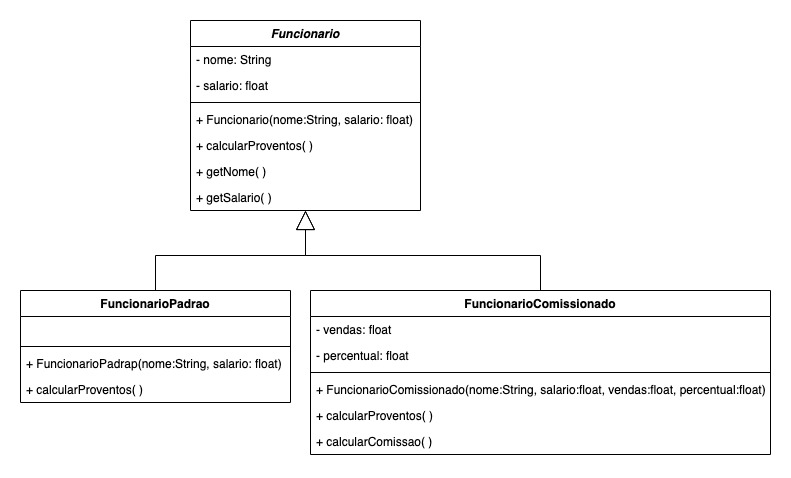 Funcionario
- nome: String
- salario: float
+ Funcionario(nome:String, salario: float)
+ calcularProventos( )
+ getNome( )
+ getSalario( )
FuncionarioPadrao
+ FuncionarioPadrap(nome:String, salario: float)
+ calcularProventos( )
FuncionarioComissionado
- vendas: float
- percentual: float
+ FuncionarioComissionado(nome:String, salario:float, vendas:float, percentual:float)
+ calcularProventos( )
+ calcularComissao( )